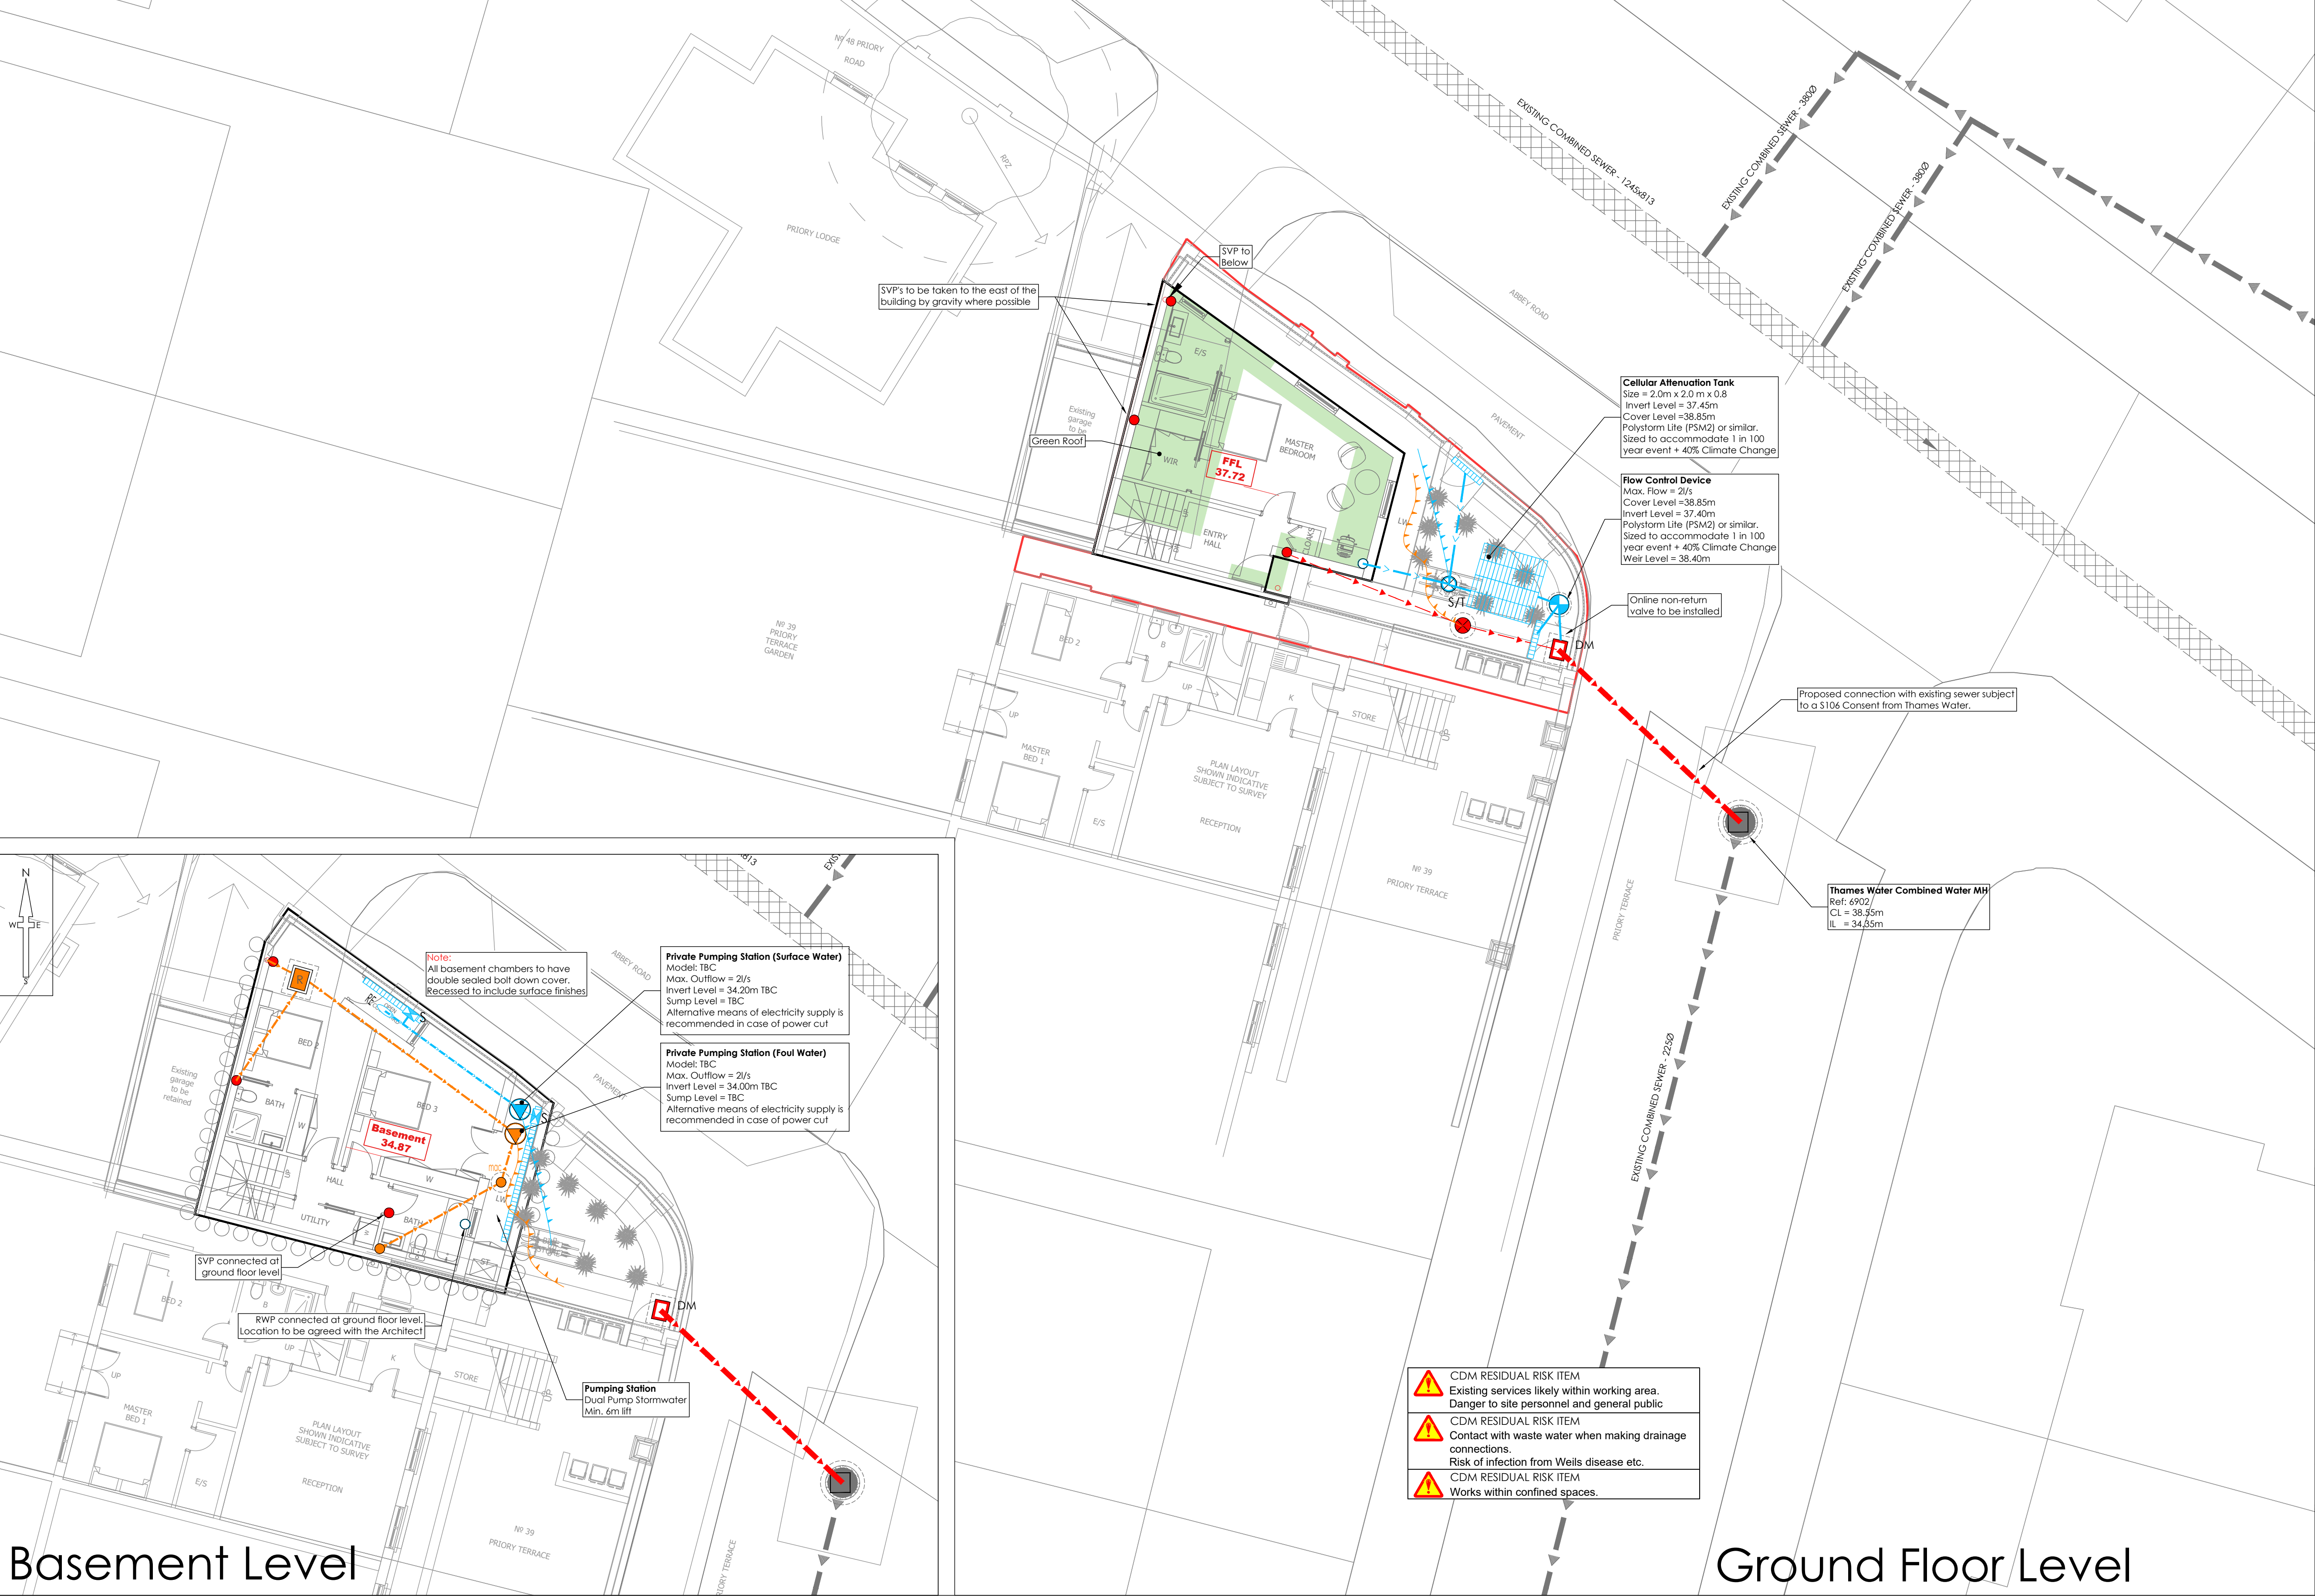 Nº 4B PRIORY
ROAD
RPZ
PRIORY LODGE
EXISTING COMBINED SEWER - 1245x813
EXISTING COMBINED SEWER - 380Ø
EXISTING COMBINED SEWER - 380Ø
SVP to
Below
SVP's to be taken to the east of the
building by gravity where possible
ABBEY ROAD
PAVEMENT
Existing
garage
to be
Green Roof
E/S
WIR
MASTER
BEDROOM
FFL
37.72
ENTRY
HALL
CLOAKS
LW
S/T
DM
Cellular Attenuation Tank
Size = 2.0m x 2.0 m x 0.8
Invert Level = 37.45m
Cover Level =38.85m
Polystorm Lite (PSM2) or similar.
Sized to accommodate 1 in 100
year event + 40% Climate Change
Flow Control Device
Max. Flow = 2l/s
Cover Level =38.85m
Invert Level = 37.40m
Polystorm Lite (PSM2) or similar.
Sized to accommodate 1 in 100
year event + 40% Climate Change
Weir Level = 38.40m
Online non-return
valve to be installed
Nº 39
PRIORY
TERRACE
GARDEN
BED 2
B
UP
UP
K
STORE
UP
MASTER
BED 1
E/S
PLAN LAYOUT
SHOWN INDICATIVE
SUBJECT TO SURVEY
RECEPTION
Nº 39
PRIORY TERRACE
PRIORY TERRACE
Proposed connection with existing sewer subject
to a S106 Consent from Thames Water.
Thames Water Combined Water MH
Ref: 6902
CL = 38.55m
IL = 34.35m
EXISTING COMBINED SEWER - 225Ø
N
W E
S
Note:
All basement chambers to have
double sealed bolt down cover.
Recessed to include surface finishes
Private Pumping Station (Surface Water)
Model: TBC
Max. Outflow = 2l/s
Invert Level = 34.20m TBC
Sump Level = TBC
Alternative means of electricity supply is
recommended in case of power cut
Private Pumping Station (Foul Water)
Model: TBC
Max. Outflow = 2l/s
Invert Level = 34.00m TBC
Sump Level = TBC
Alternative means of electricity supply is
recommended in case of power cut
ABBEY ROAD
PAVEMENT
Existing
garage
to be
retained
R
RE
S
S
BED 2
BATH
W
BED 3
Basement
34.87
HALL
W
UP
UTILITY
BATH
LW
ST
DM
SVP connected at
ground floor level
RWP connected at ground floor level.
Location to be agreed with the Architect
Pumping Station
Dual Pump Stormwater
Min. 6m lift
BED 2
B
UP
UP
K
STORE
UP
MASTER
BED 1
E/S
PLAN LAYOUT
SHOWN INDICATIVE
SUBJECT TO SURVEY
RECEPTION
Nº 39
PRIORY TERRACE
CDM RESIDUAL RISK ITEM
Existing services likely within working area.
Danger to site personnel and general public
CDM RESIDUAL RISK ITEM
Contact with waste water when making drainage
connections.
Risk of infection from Weils disease etc.
CDM RESIDUAL RISK ITEM
Works within confined spaces.
Basement Level
Ground Floor Level